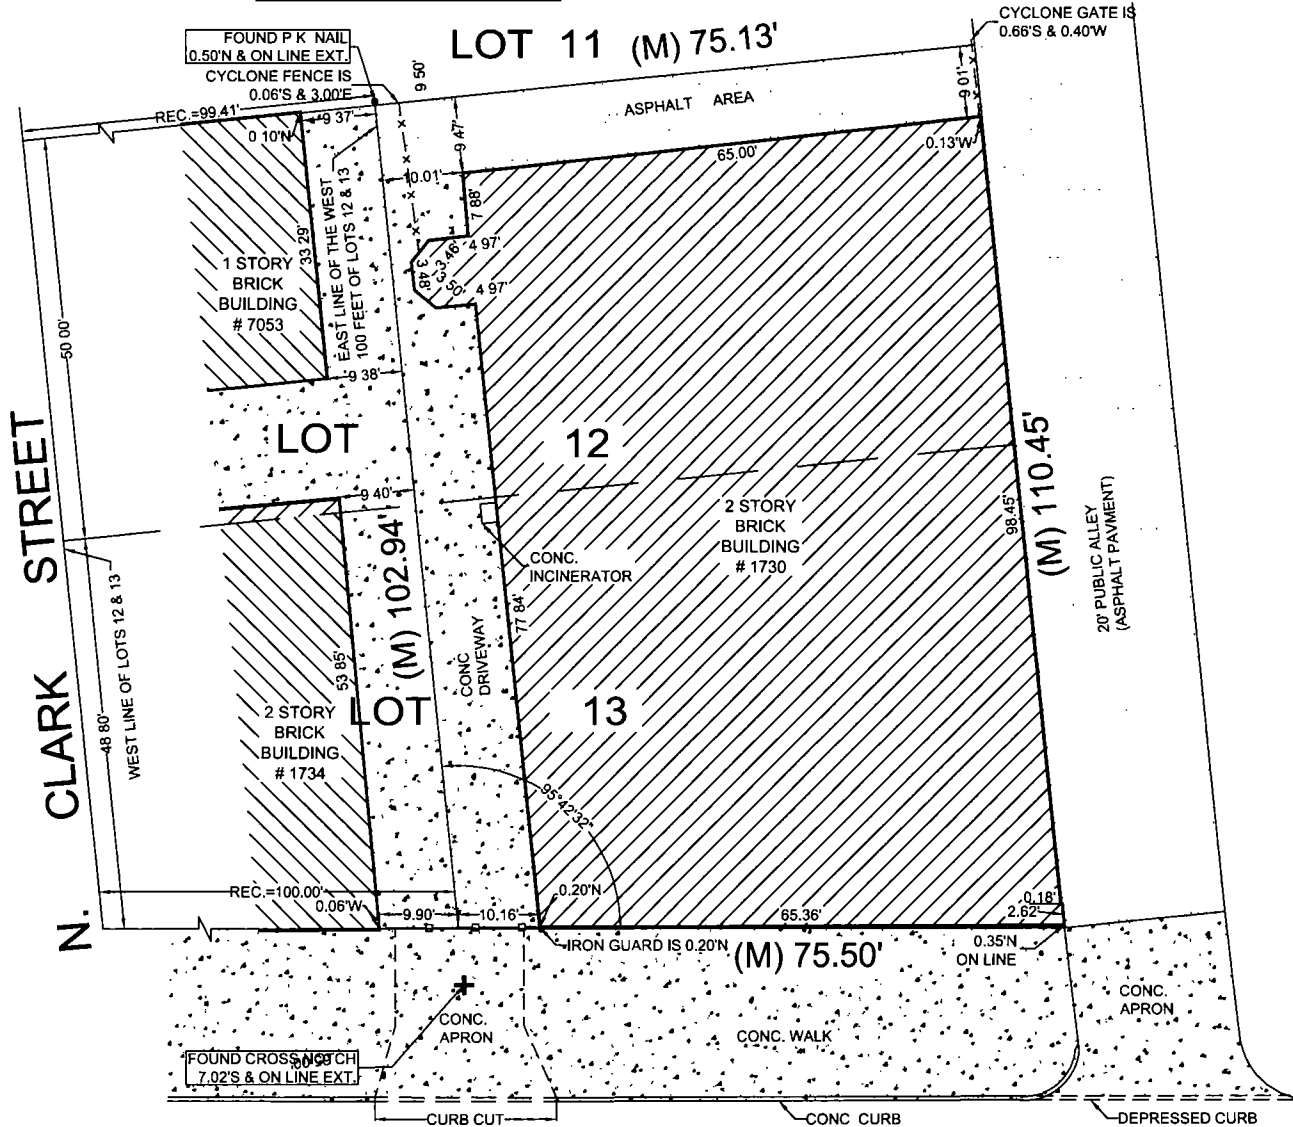 CYCLONE GATE IS
0.66'S & 0.40'W
FOUND P K NAIL
0.50'N & ON LINE EXT.
LOT 11 (M) 75.13'
CYCLONE FENCE IS
0.06'S & 3.00'E
9 50'
9 01'
REC.=99.41'
9 37'
0 10'N
ASPHALT AREA
9 47'
0.13'W
65.00'
10.01'
7 88'
EAST LINE OF THE WEST
100 FEET OF LOTS 12 & 13
33 29'
1 STORY
BRICK
BUILDING
# 7053
4 97'
3.46'
3 48'
3 50'
4 97'
50 00'
9 38'
LOT 12
9 40'
2 STORY
BRICK
BUILDING
# 1730
98.45'
(M) 110.45'
20' PUBLIC ALLEY
(ASPHALT PAVMENT)
CONC.
INCINERATOR
(M) 102.94'
77 84'
N. CLARK STREET
WEST LINE OF LOTS 12 & 13
48 80'
53 85'
CONC
DRIVEWAY
LOT 13
2 STORY
BRICK
BUILDING
# 1734
95°42'32"
REC.=100.00'
0.06'W
9.90'
10.16'
0.20'N
65.36'
0.18'
2.62'
IRON GUARD IS 0.20'N
(M) 75.50'
0.35'N
ON LINE
CONC.
APRON
CONC.
APRON
CONC. WALK
FOUND CROSS NOTCH
7.02'S & ON LINE EXT.
CURB CUT
CONC CURB
DEPRESSED CURB